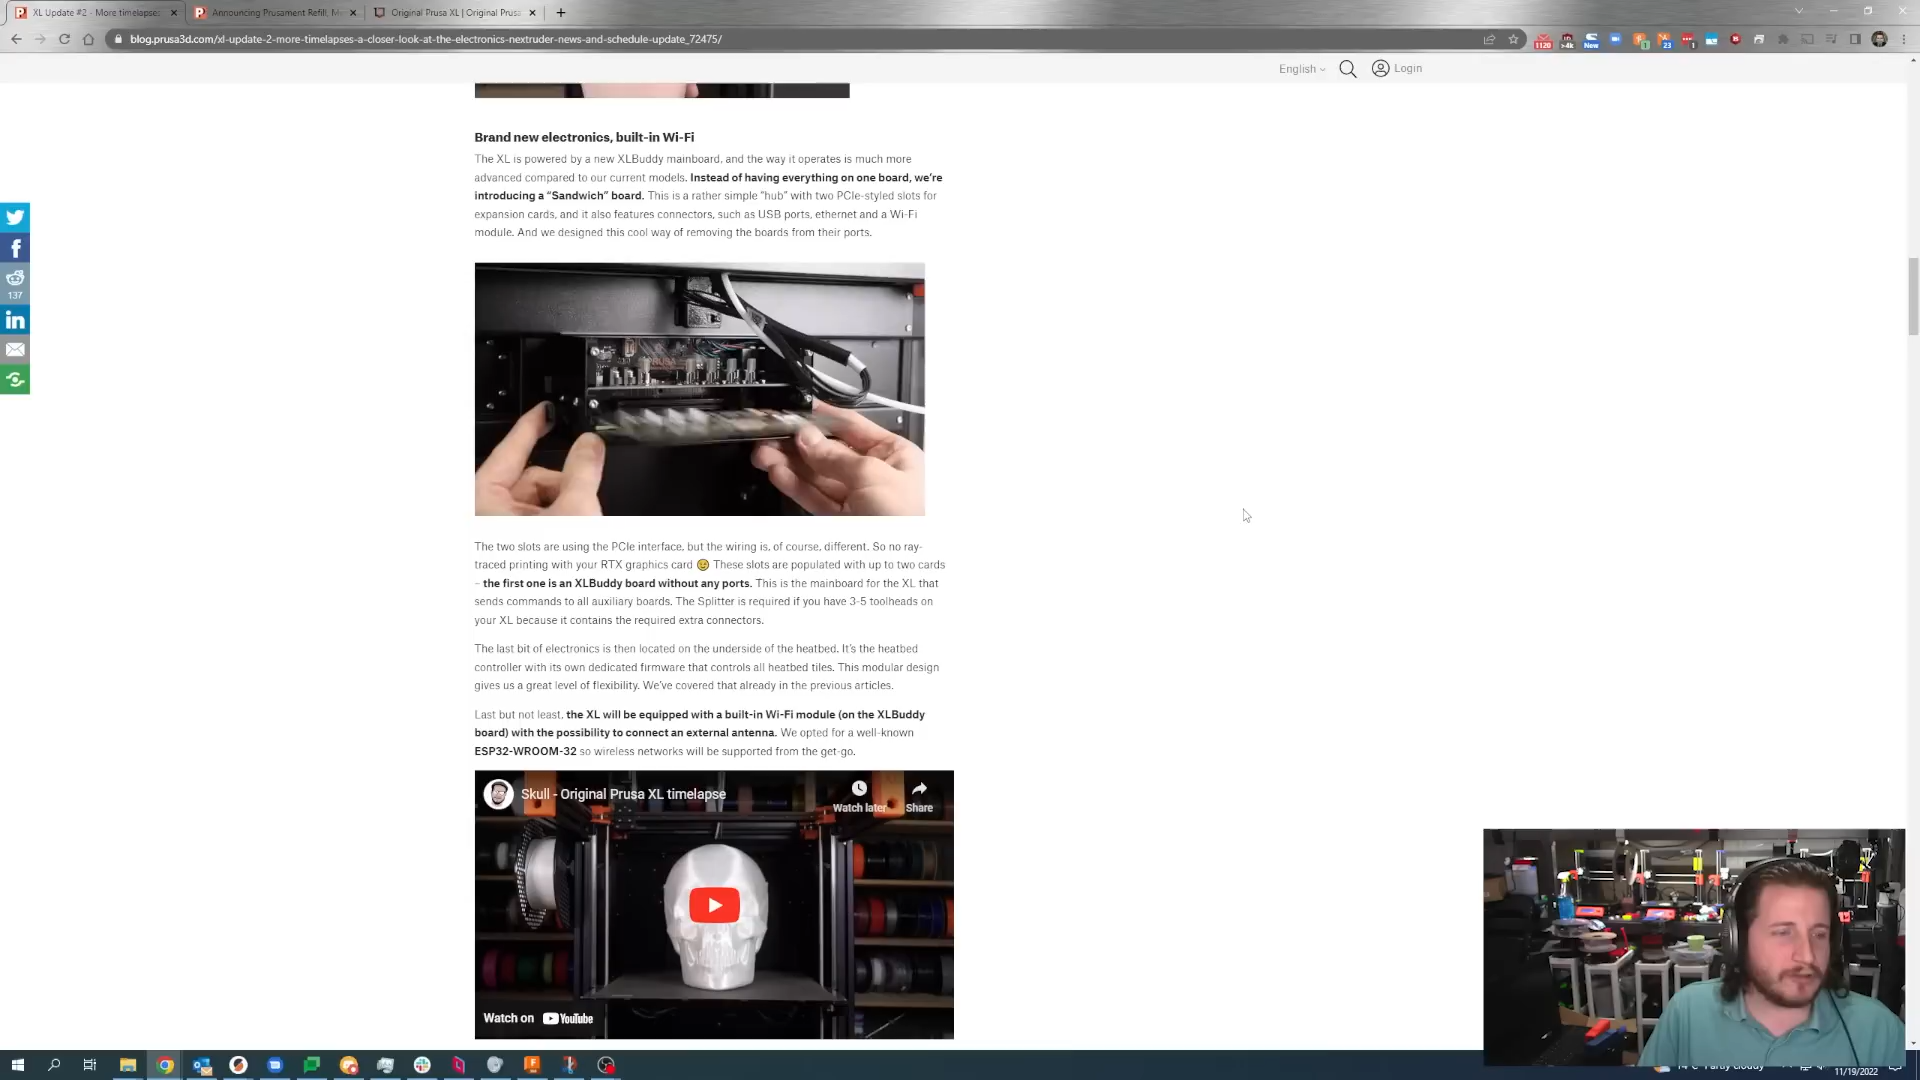 XL Update #2 - More timelapses
Announcing Prusament Refill, M
Original Prusa XL | Original Prusa
blog.prusa3d.com/xl-update-2-more-timelapses-a-closer-look-at-the-electronics-nextruder-news-and-schedule-update_72475/
1120
>4k
New
1
23
1
English
Login
137
Brand new electronics, built-in Wi-Fi
The XL is powered by a new XLBuddy mainboard, and the way it operates is much more
advanced compared to our current models. Instead of having everything on one board, we're
introducing a "Sandwich" board. This is a rather simple "hub" with two PCIe-styled slots for
expansion cards, and it also features connectors, such as USB ports, ethernet and a Wi-Fi
module. And we designed this cool way of removing the boards from their ports.
The two slots are using the PCIe interface, but the wiring is, of course, different. So no ray-
traced printing with your RTX graphics card 😉 These slots are populated with up to two cards
– the first one is an XLBuddy board without any ports. This is the mainboard for the XL that
sends commands to all auxiliary boards. The Splitter is required if you have 3-5 toolheads on
your XL because it contains the required extra connectors.
The last bit of electronics is then located on the underside of the heatbed. It's the heatbed
controller with its own dedicated firmware that controls all heatbed tiles. This modular design
gives us a great level of flexibility. We've covered that already in the previous articles.
Last but not least, the XL will be equipped with a built-in Wi-Fi module (on the XLBuddy
board) with the possibility to connect an external antenna. We opted for a well-known
ESP32-WROOM-32 so wireless networks will be supported from the get-go.
Skull - Original Prusa XL timelapse
Watch later
Share
Watch on YouTube
11/19/2022